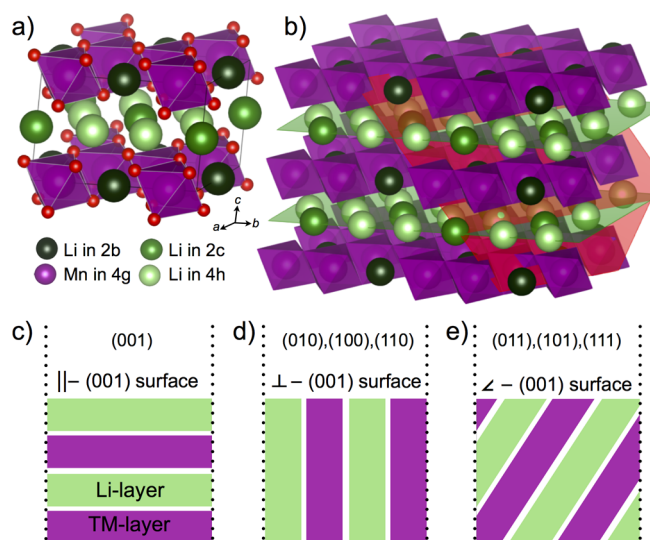 a)
b)
c
a
b
Li in 2b
Li in 2c
Mn in 4g
Li in 4h
c)
d)
e)
(001)
(010),(100),(110)
(011),(101),(111)
||– (001) surface
⊥ – (001) surface
∠ – (001) surface
Li-layer
TM-layer